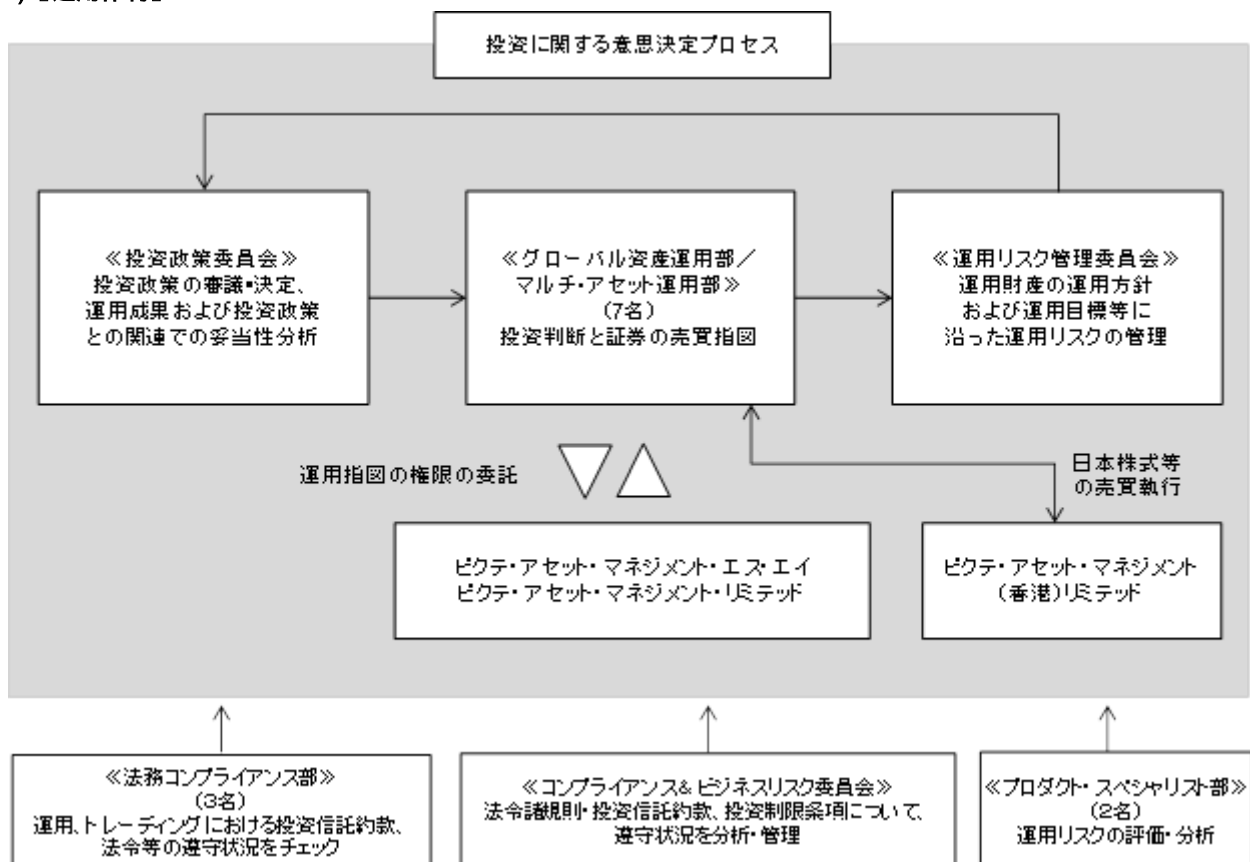 投資に関する意思決定プロセス
≪投資政策委員会≫
投資政策の審議・決定、
運用成果および投資政策
との関連での妥当性分析
≪グローバル資産運用部/
マルチ・アセット運用部≫
(7名)
投資判断と証券の売買指図
≪運用リスク管理委員会≫
運用財産の運用方針
および運用目標等に
沿った運用リスクの管理
運用指図の権限の委託
日本株式等
の売買執行
ピクテ・アセット・マネジメント・エス・エイ
ピクテ・アセット・マネジメント・リミテッド
ピクテ・アセット・マネジメント
(香港)リミテッド
≪法務コンプライアンス部≫
(3名)
運用、トレーディングにおける投資信託約款、
法令等の遵守状況をチェック
≪コンプライアンス&ビジネスリスク委員会≫
法令諸規則・投資信託約款、投資制限条項について、
遵守状況を分析・管理
≪プロダクト・スペシャリスト部≫
(2名)
運用リスクの評価・分析